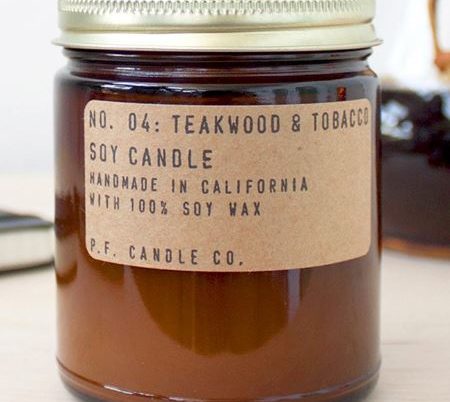 NO. 04: TEAKWOOD & TOBACCO
SOY CANDLE
HANDMADE IN CALIFORNIA
WITH 100% SOY WAX
P.F. CANDLE CO.